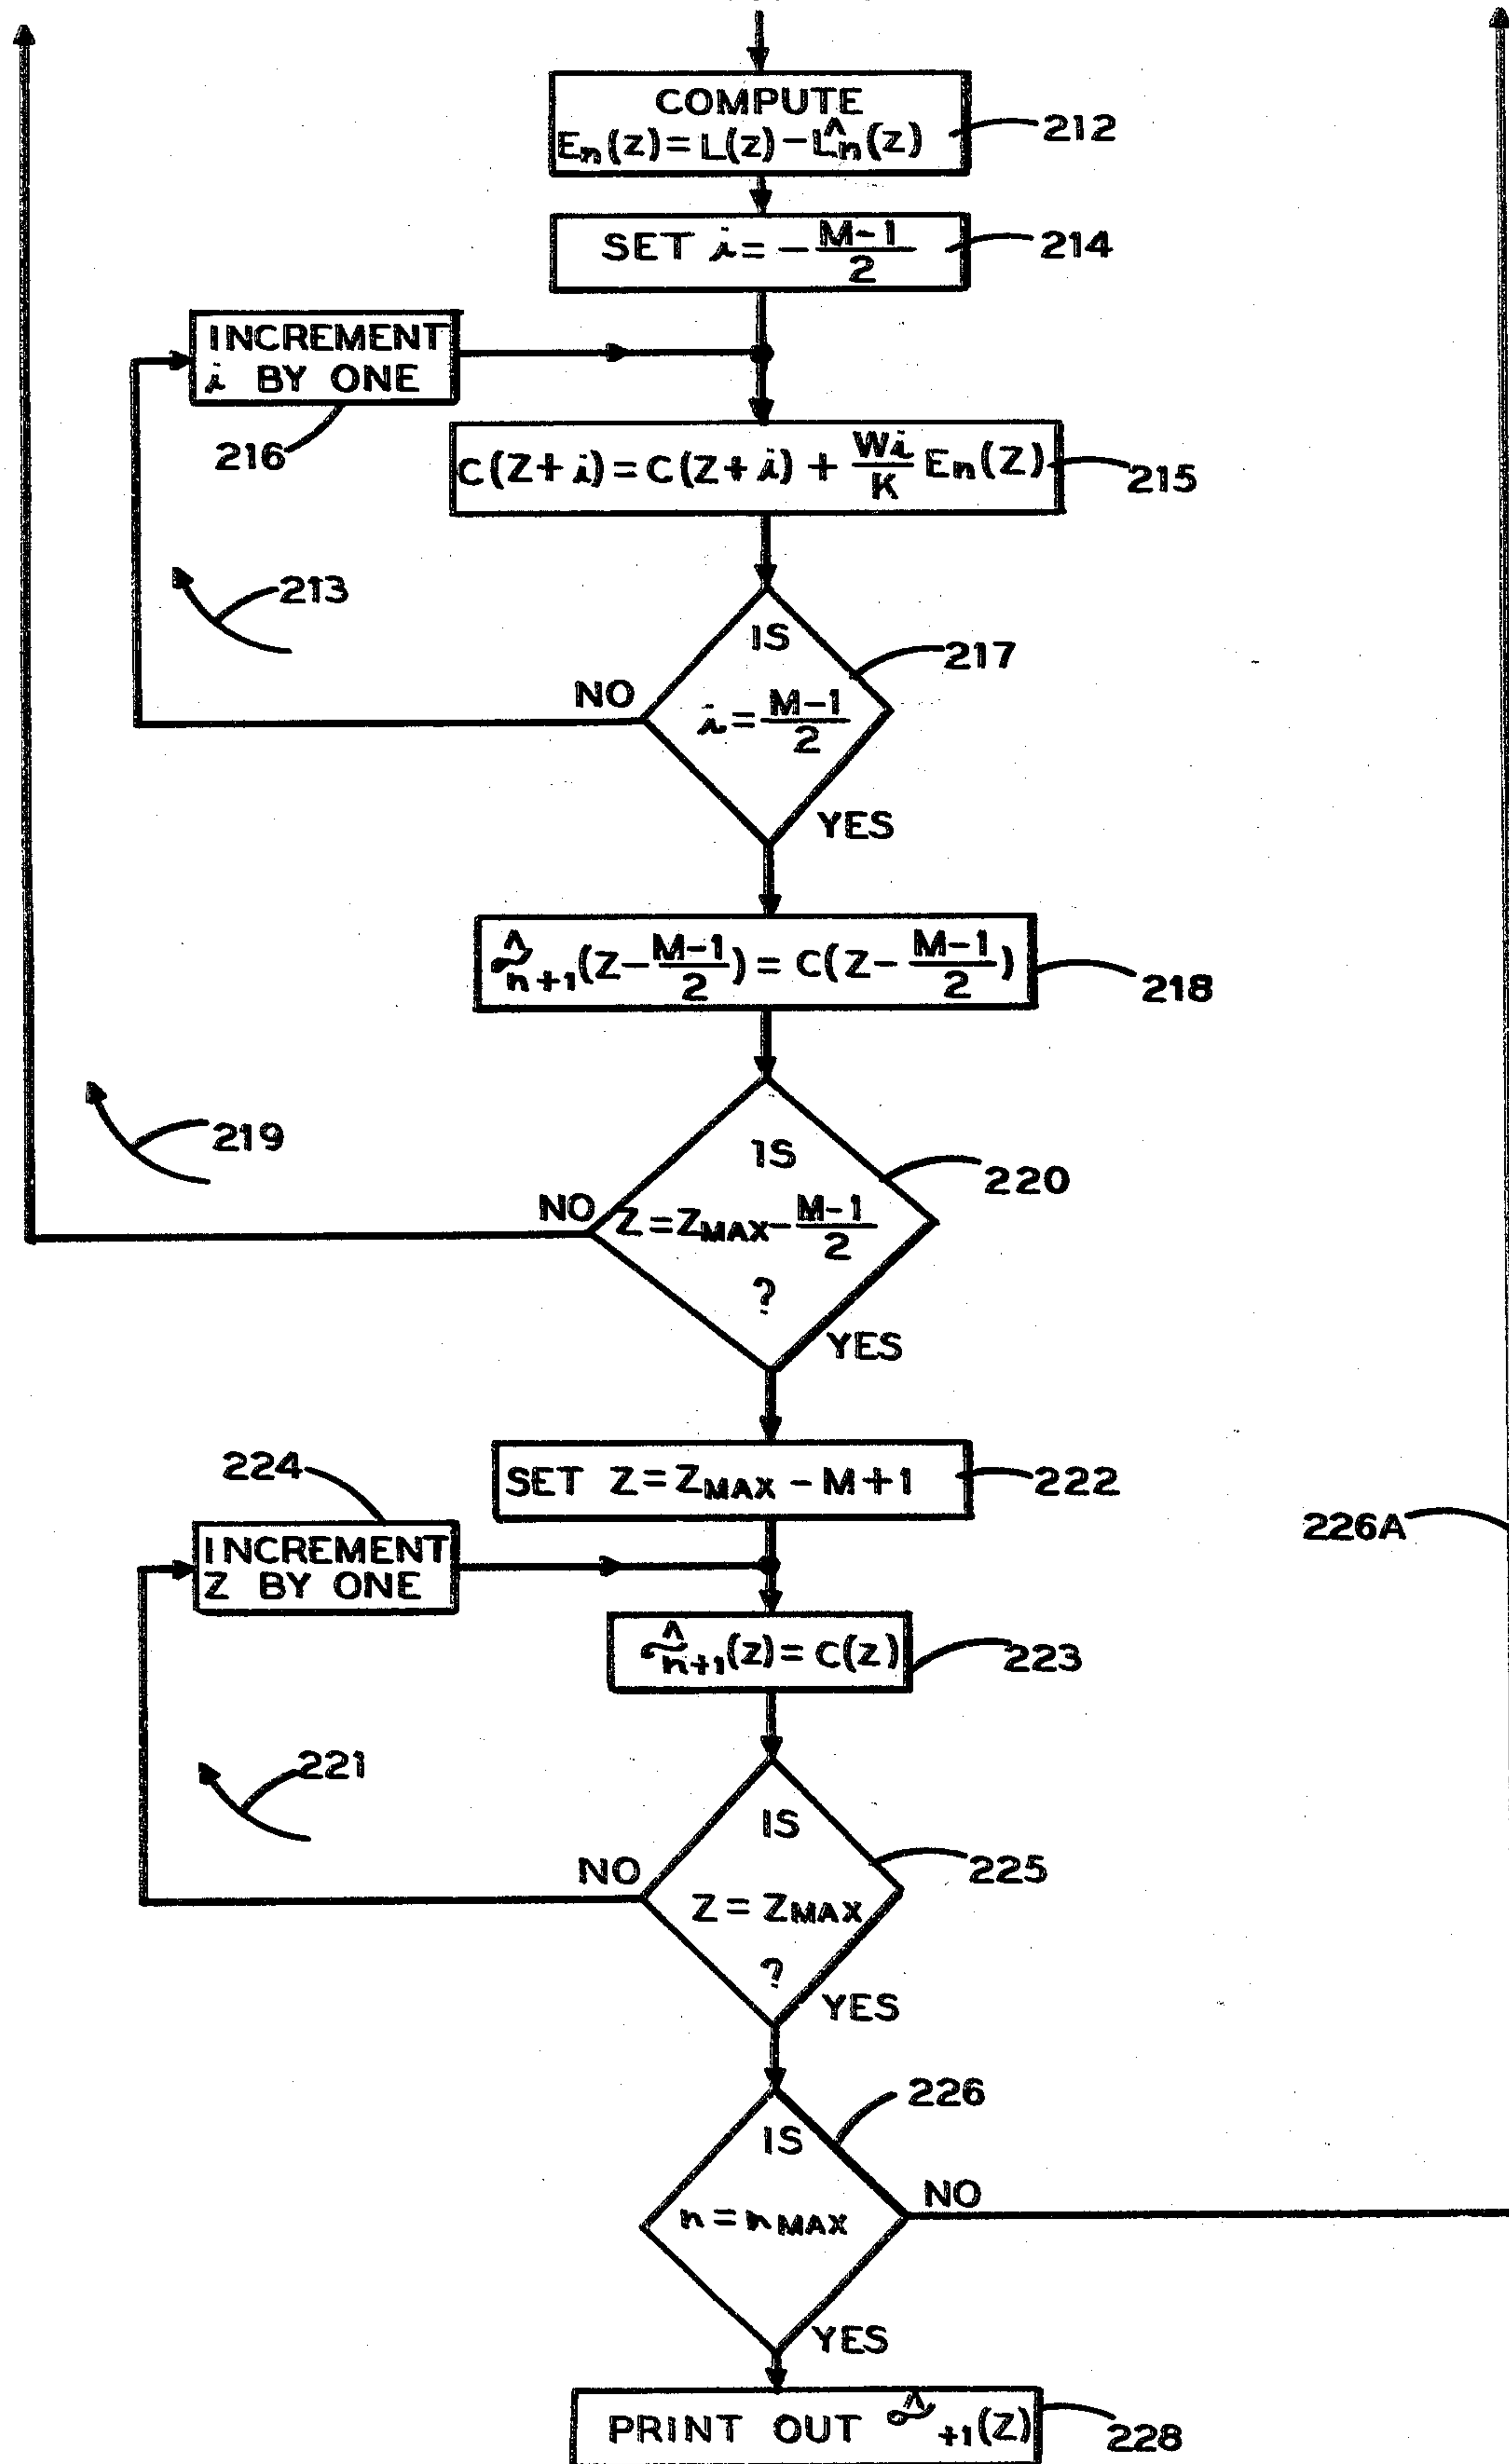 COMPUTE
Eₙ(z) = L(z) − L̂ₙ(z)
212
SET i = − (M−1)/2
214
INCREMENT
i BY ONE
216
C(Z+i) = C(Z+i) + Wi/K Eₙ(Z)
215
213
IS
i = (M−1)/2
217
NO
YES
n+1(Z − (M−1)/2) = C(Z − (M−1)/2)
218
219
IS
Z = ZMAX − (M−1)/2
?
220
NO
YES
SET Z = ZMAX − M + 1
222
224
INCREMENT
Z BY ONE
226A
n+1(z) = C(z)
223
221
IS
Z = ZMAX
?
225
NO
YES
226
IS
n = nMAX
NO
YES
PRINT OUT +1(Z)
228